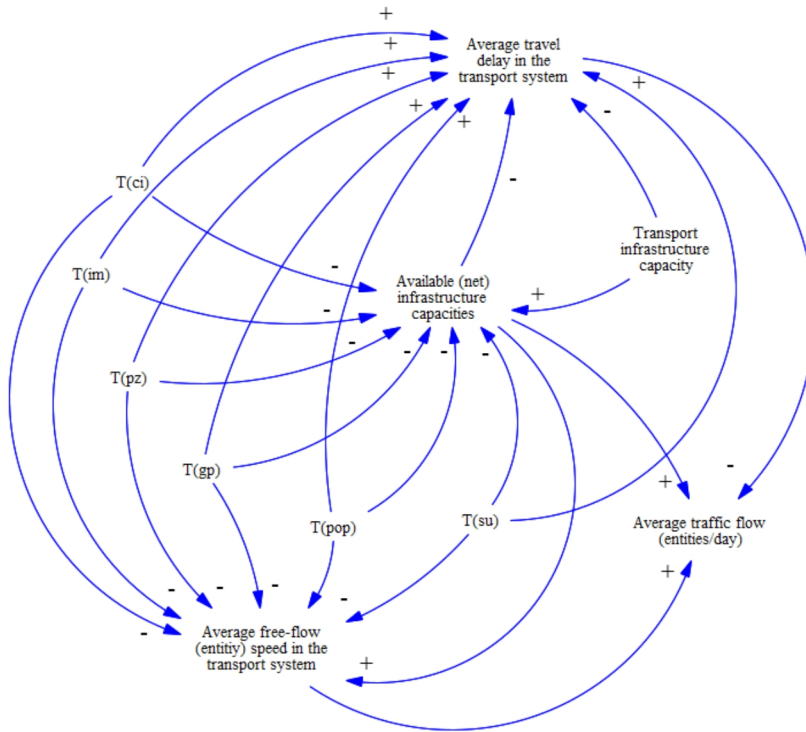 +
Average travel
delay in the
transport system
+
+
+
+
+
-
-
T(ci)
Transport
infrastructure
capacity
T(im)
-
Available (net)
infrastructure
capacities
+
-
T(pz)
-
-
-
-
T(gp)
T(pop)
T(su)
+
-
Average traffic flow
(entities/day)
+
-
-
-
-
-
-
Average free-flow
(entitiy) speed in the
transport system
+